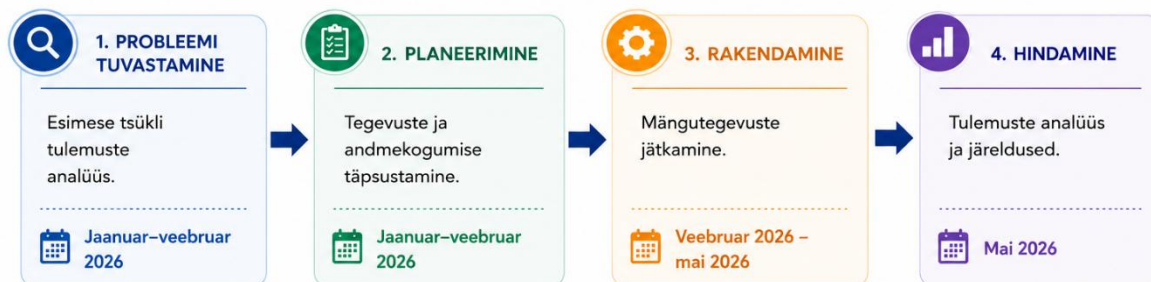 1. PROBLEEMI
TUVASTAMINE
Esimese tsükli
tulemuste
analüüs.
Jaanuar–veebruar
2026
2. PLANEERIMINE
Tegevuste ja
andmekogumise
täpsustamine.
Jaanuar–veebruar
2026
3. RAKENDAMINE
Mängutegevuste
jätkamine.
Veebruar 2026 –
mai 2026
4. HINDAMINE
Tulemuste analüüs
ja järeldused.
Mai 2026